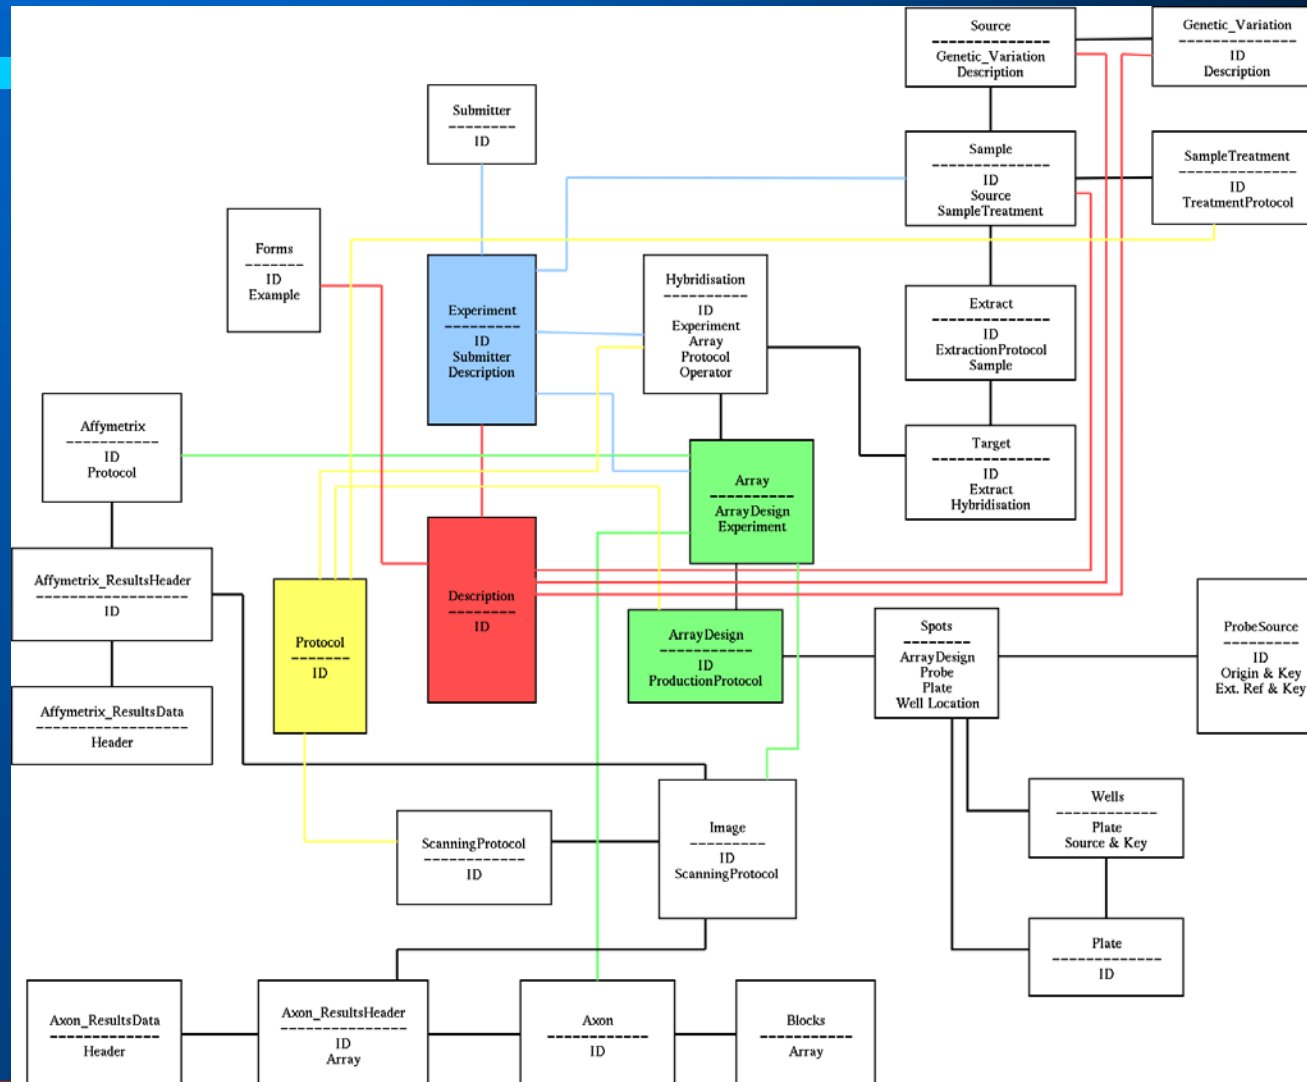 Source
Genetic_Variation
Description
Genetic_Variation
ID
Description
Submitter
ID
Sample
ID
Source
SampleTreatment
SampleTreatment
ID
TreatmentProtocol
Forms
ID
Example
Experiment
ID
Submitter
Description
Hybridisation
ID
Experiment
Array
Protocol
Operator
Extract
ID
ExtractionProtocol
Sample
Affymetrix
ID
Protocol
Array
ArrayDesign
Experiment
Target
ID
Extract
Hybridisation
Affymetrix_ResultsHeader
ID
Protocol
ID
Description
ID
ArrayDesign
ID
ProductionProtocol
Spots
ArrayDesign
Probe
Plate
Well Location
ProbeSource
ID
Origin & Key
Ext. Ref & Key
Affymetrix_ResultsData
Header
ScanningProtocol
ID
Image
ID
ScanningProtocol
Wells
Plate
Source & Key
Plate
ID
Axon_ResultsData
Header
Axon_ResultsHeader
ID
Array
Axon
ID
Blocks
Array